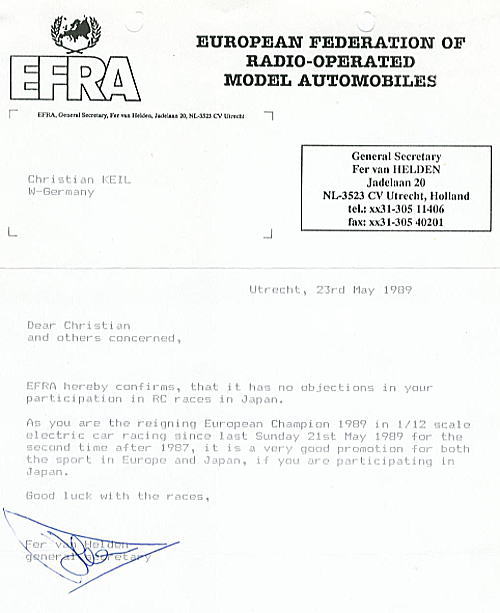 EFRA
EUROPEAN FEDERATION OF
RADIO-OPERATED
MODEL AUTOMOBILES
EFRA, General Secretary, Fer van Helden, Jadelaan 20, NL-3523 CV Utrecht
Christian KEIL
W-Germany
General Secretary
Fer van HELDEN
Jadelaan 20
NL-3523 CV Utrecht, Holland
tel.: xx31-305 11406
fax: xx31-305 40201
Utrecht, 23rd May 1989
Dear Christian
and others concerned,
EFRA hereby confirms, that it has no objections in your
participation in RC races in Japan.
As you are the reigning European Champion 1989 in 1/12 scale
electric car racing since last Sunday 21st May 1989 for the
second time after 1987, it is a very good promotion for both
the sport in Europe and Japan, if you are participating in
Japan.
Good luck with the races,
Fer van Helden
general secretary